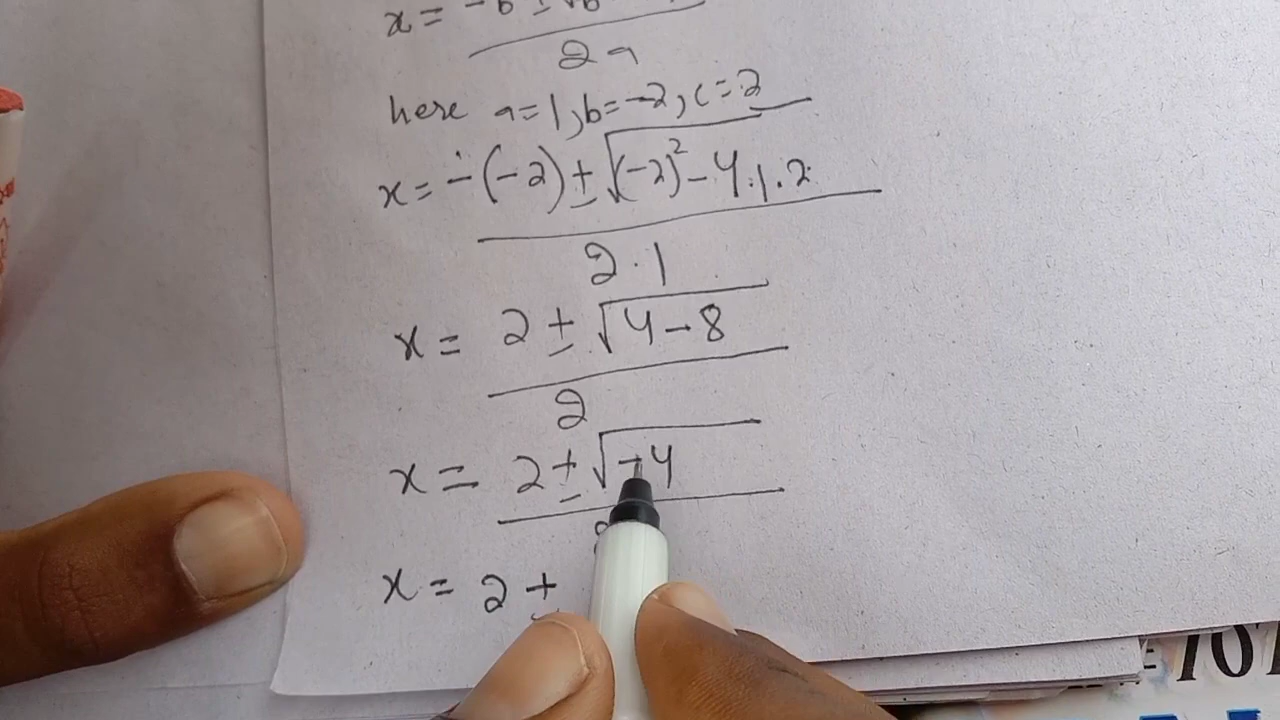 x = -b ± √b
2a
here a=1, b=-2, c=2
x = -(-2) ± √(-2)² - 4.1.2
2.1
x = 2 ± √4-8
2
x = 2 ± √-4
x = 2 ±
707